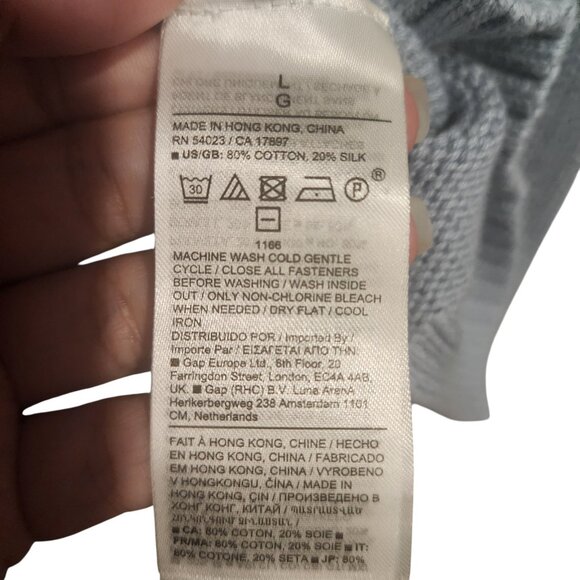 L
G
MADE IN HONG KONG, CHINA
RN 54023 / CA 17897
■ US/GB: 80% COTTON, 20% SILK
30
P
®
1166
MACHINE WASH COLD GENTLE
CYCLE / CLOSE ALL FASTENERS
BEFORE WASHING / WASH INSIDE
OUT / ONLY NON-CHLORINE BLEACH
WHEN NEEDED / DRY FLAT / COOL
IRON
DISTRIBUIDO POR / Imported By /
Importe Par / ΕΙΣΑΓΕΤΑΙ ΑΠΟ ΤΗΝ:
■ Gap Europe Ltd., 6th Floor, 20
Farringdon Street, London, EC4A 4AB,
UK. ■ Gap (RHC) B.V. Luna ArenA,
Herikerbergweg 238 Amsterdam 1101
CM, Netherlands
FAIT À HONG KONG, CHINE / HECHO
EN HONG KONG, CHINA / FABRICADO
EM HONG KONG, CHINA / VYROBENO
V HONGKONGU, ČÍNA / MADE IN
HONG KONG, ÇİN / ПРОИЗВЕДЕНО В
ХОНГ КОНГ, КИТАЙ / ՊԱՏՐԱՍՏՎԱԾ
■ CA: 80% COTON, 20% SOIE ■
FR/MA: 80% COTON, 20% SOIE ■ IT:
80% COTONE, 20% SETA ■ JP: 80%